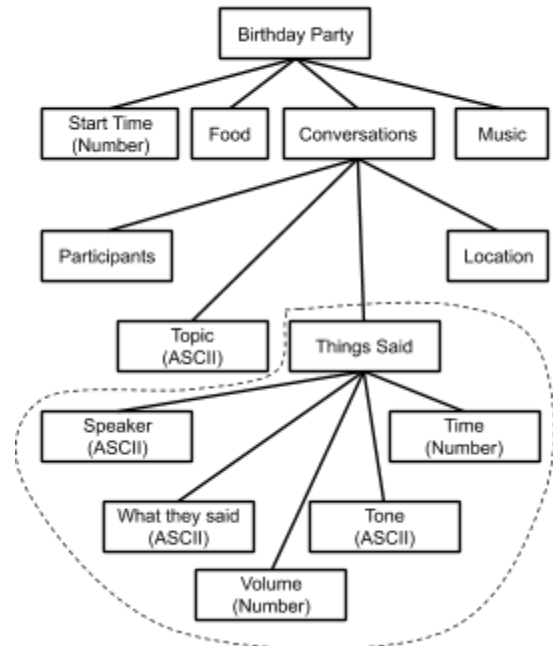 Birthday Party
Start Time
(Number)
Food
Conversations
Music
Participants
Location
Topic
(ASCII)
Things Said
Speaker
(ASCII)
Time
(Number)
What they said
(ASCII)
Tone
(ASCII)
Volume
(Number)